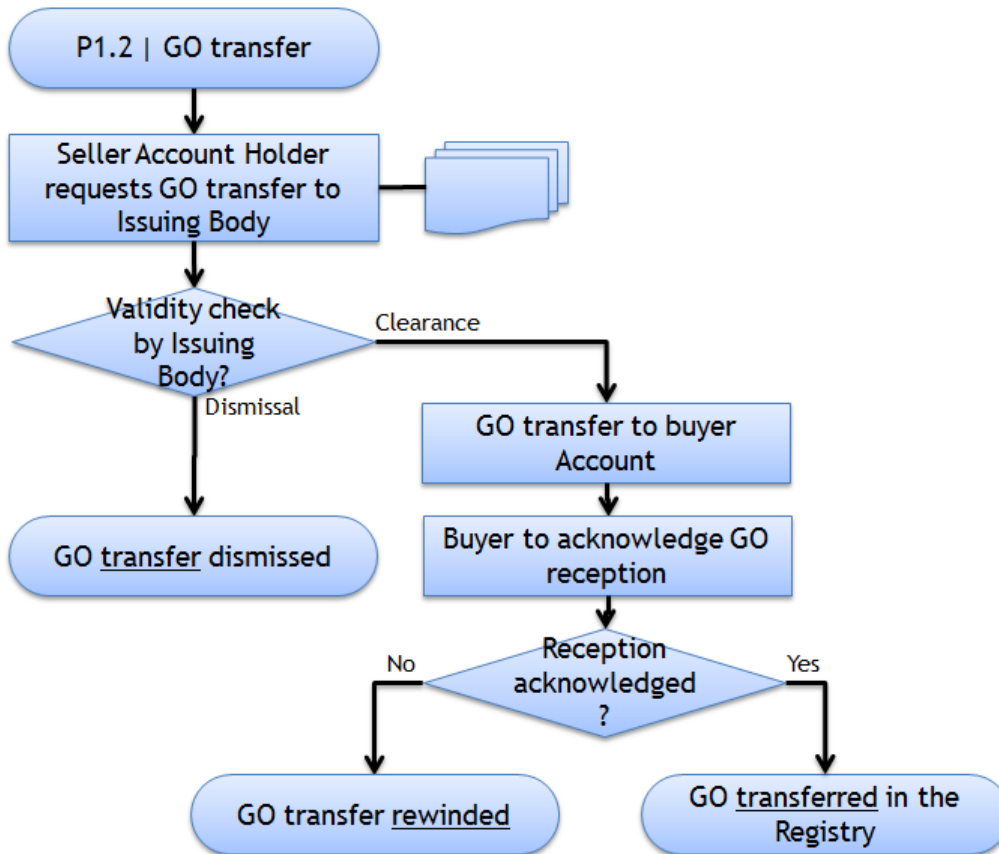 P1.2 | GO transfer
Seller Account Holder
requests GO transfer to
Issuing Body
Validity check
by Issuing
Body?
Clearance
Dismissal
GO transfer to buyer
Account
GO transfer dismissed
Buyer to acknowledge GO
reception
Reception
acknowledged
?
No
Yes
GO transfer rewinded
GO transferred in the
Registry